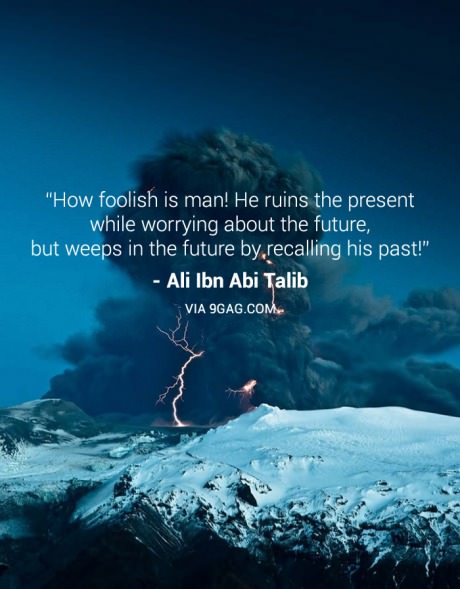 “How foolish is man! He ruins the present
while worrying about the future,
but weeps in the future by recalling his past!”
- Ali Ibn Abi Talib
VIA 9GAG.COM